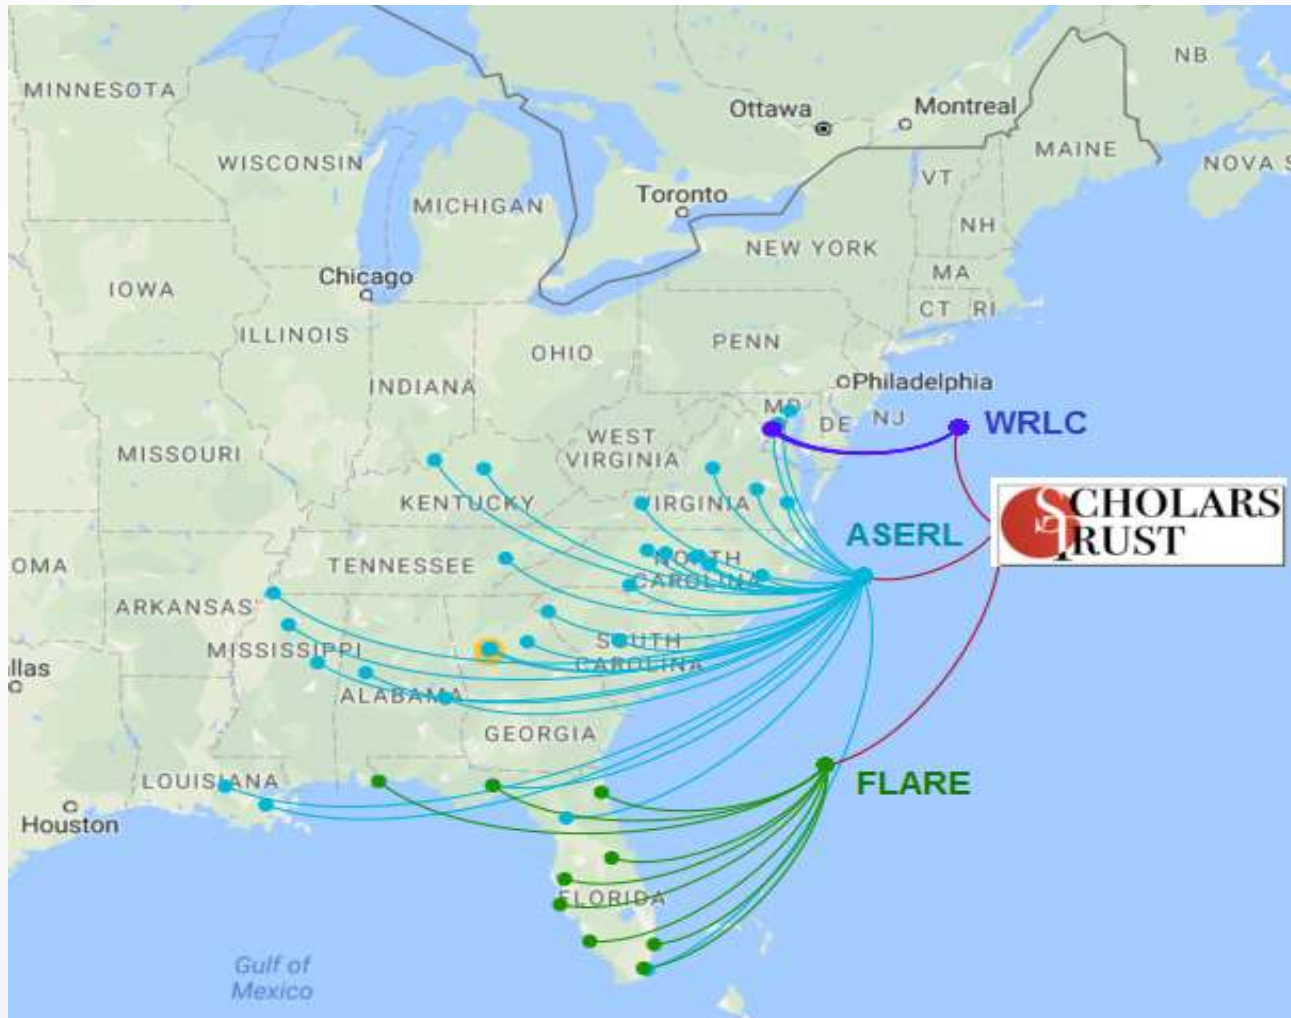 NB
MINNESOTA
Ottawa
Montreal
MAINE
WISCONSIN
NOVA S
VT
Toronto
MICHIGAN
NH
NEW YORK
Chicago
MA
IOWA
CT
RI
ILLINOIS
PENN
OHIO
Philadelphia
INDIANA
MD
DE
NJ
WRLC
WEST
VIRGINIA
MISSOURI
KENTUCKY
VIRGINIA
SCHOLARS
TRUST
ASERL
OMA
TENNESSEE
NORTH
CAROLINA
ARKANSAS
MISSISSIPPI
SOUTH
CAROLINA
llas
ALABAMA
GEORGIA
LOUISIANA
FLARE
Houston
FLORIDA
Gulf of
Mexico